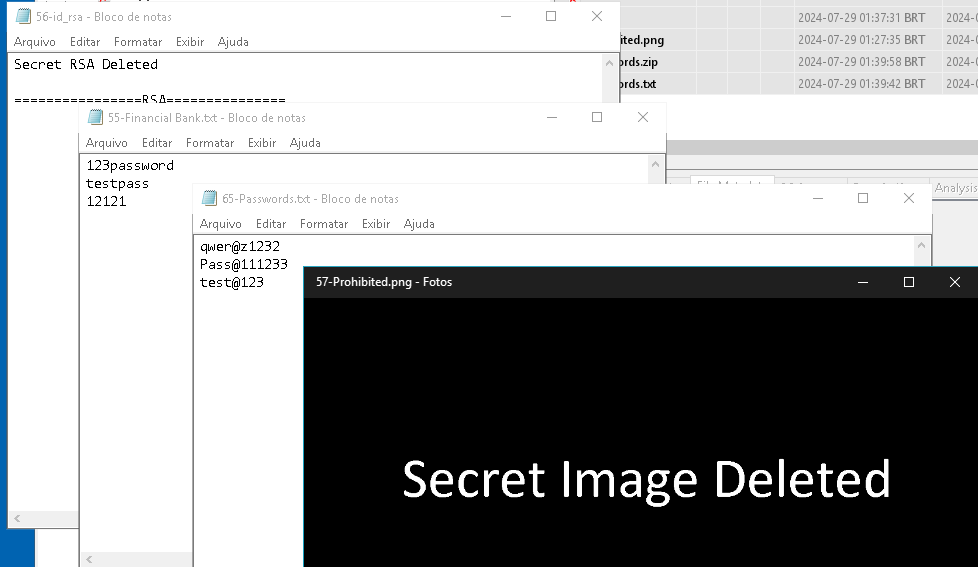 56-id_rsa - Bloco de notas
Arquivo Editar Formatar Exibir Ajuda
Secret RSA Deleted
================RSA===============
2024-07-29 01:37:31 BRT 2024-0
ited.png 2024-07-29 01:27:35 BRT 2024-0
ords.zip 2024-07-29 01:39:58 BRT 2024-0
ords.txt 2024-07-29 01:39:42 BRT 2024-0
55-Financial Bank.txt - Bloco de notas
Arquivo Editar Formatar Exibir Ajuda
123password
testpass
12121
File Metadata Analysis
65-Passwords.txt - Bloco de notas
Arquivo Editar Formatar Exibir Ajuda
qwer@z1232
Pass@111233
test@123
57-Prohibited.png - Fotos
Secret Image Deleted